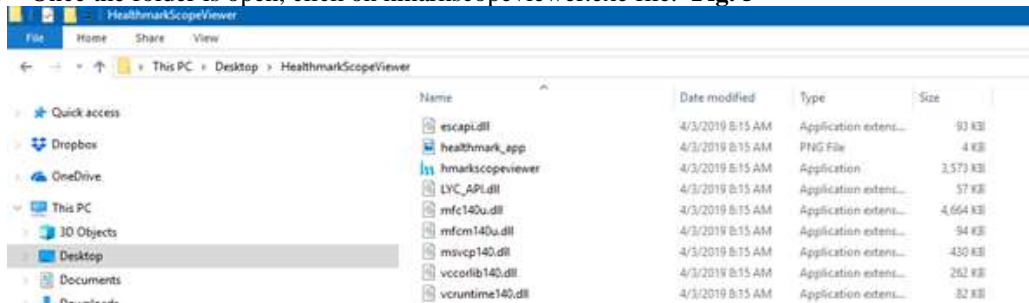 Once the folder is open, click on hmarkscopeviewer.exe file. Fig. 3
HealthmarkScopeViewer
File Home Share View
This PC Desktop HealthmarkScopeViewer
Name Date modified Type Size
Quick access
escapi.dll 4/3/2019 8:15 AM Application extens... 93 KB
Dropbox
healthmark_app 4/3/2019 8:15 AM PNG File 4 KB
OneDrive
hmarkscopeviewer 4/3/2019 8:15 AM Application 3,573 KB
LYC_API.dll 4/3/2019 8:15 AM Application extens... 57 KB
This PC
mfc140u.dll 4/3/2019 8:15 AM Application extens... 4,664 KB
3D Objects
mfcm140u.dll 4/3/2019 8:15 AM Application extens... 94 KB
Desktop
msvcp140.dll 4/3/2019 8:15 AM Application extens... 430 KB
Documents
vccorlib140.dll 4/3/2019 8:15 AM Application extens... 262 KB
Downloads
vcruntime140.dll 4/3/2019 8:15 AM Application extens... 82 KB